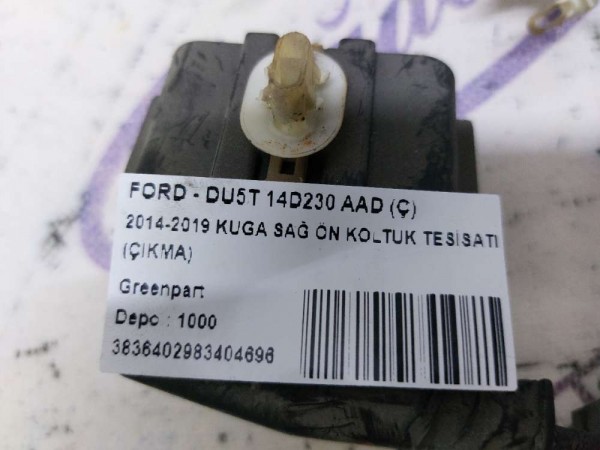 FORD - DU5T 14D230 AAD (Ç)
2014-2019 KUGA SAĞ ÖN KOLTUK TESİSATI
(ÇIKMA)
Greenpart
Depo : 1000
3836402983404696